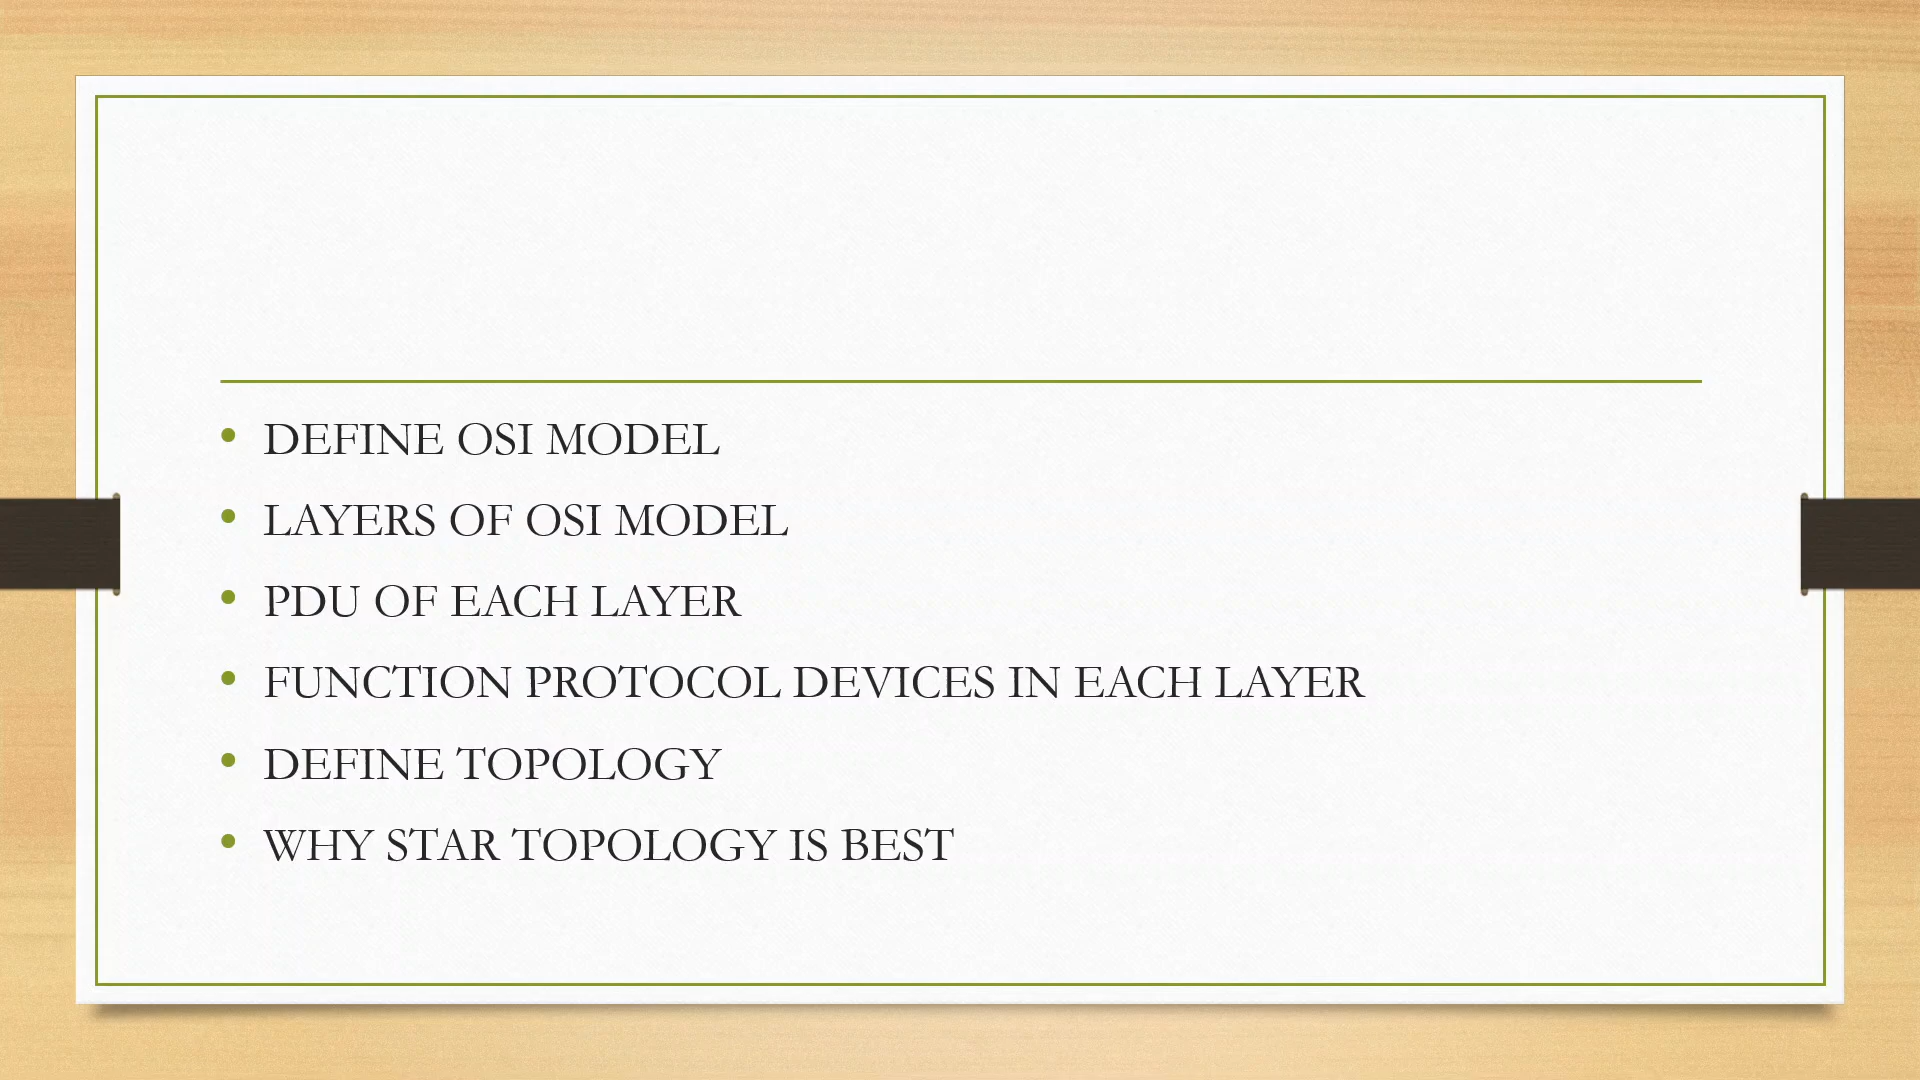 • DEFINE OSI MODEL
• LAYERS OF OSI MODEL
• PDU OF EACH LAYER
• FUNCTION PROTOCOL DEVICES IN EACH LAYER
• DEFINE TOPOLOGY
• WHY STAR TOPOLOGY IS BEST